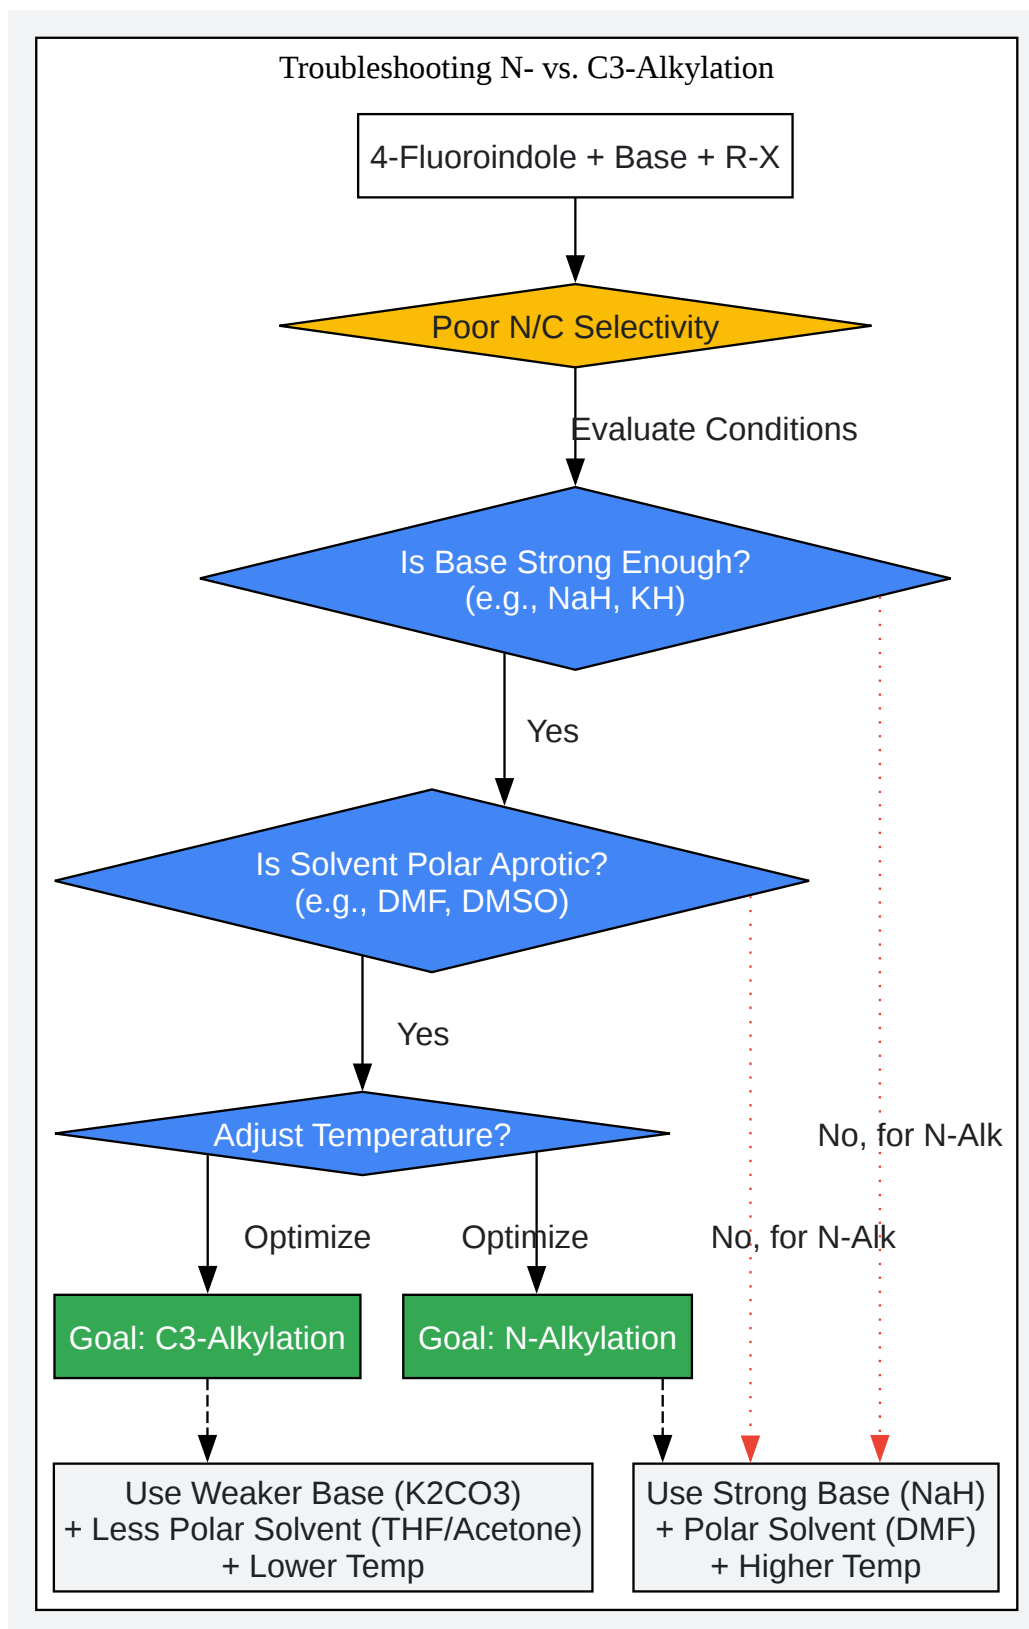 Troubleshooting N- vs. C3-Alkylation
4-Fluoroindole + Base + R-X
Poor N/C Selectivity
Evaluate Conditions
Is Base Strong Enough?
(e.g., NaH, KH)
Yes
Is Solvent Polar Aprotic?
(e.g., DMF, DMSO)
Yes
Adjust Temperature?
No, for N-Alk
Optimize
Optimize
No, for N-Alk
Goal: C3-Alkylation
Goal: N-Alkylation
Use Weaker Base (K2CO3)
+ Less Polar Solvent (THF/Acetone)
+ Lower Temp
Use Strong Base (NaH)
+ Polar Solvent (DMF)
+ Higher Temp